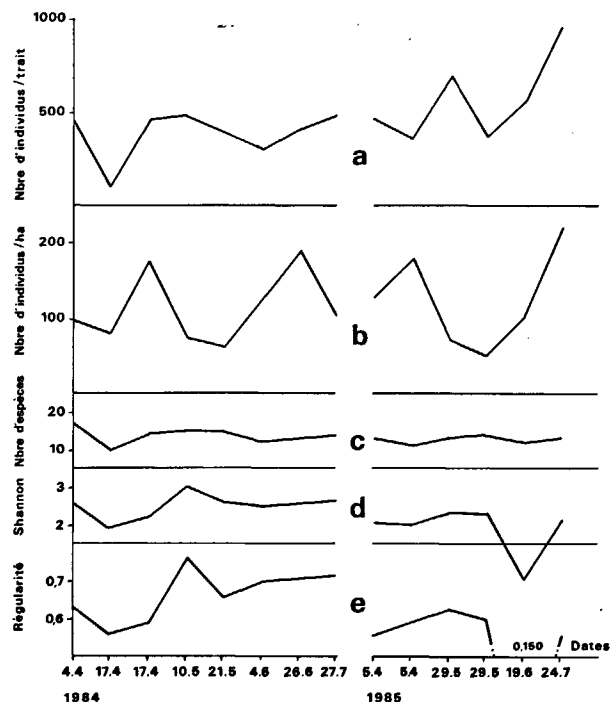 1000
500
Nbre d'individus/trait
a
200
100
Nbre d'individus/ha
b
20
10
Nbre d'espèces
c
3
2
Shannon
d
0,7
0,6
Régularité
e
0,150
Dates
4.4 17.4 17.4 10.5 21.5 4.6 26.6 27.7 5.4 5.4 29.5 29.5 19.6 24.7
1984 1985